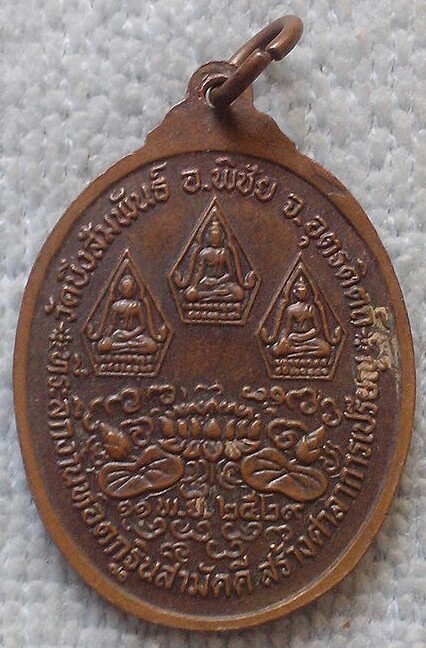 วัดบึงสัมพันธ์ อ.พิชัย จ.อุตรดิตถ์
ที่ระลึกงานทอดกฐินสามัคคี สร้างศาลาการเปรียญ
๑๑ พ.ย. ๒๕๒๙